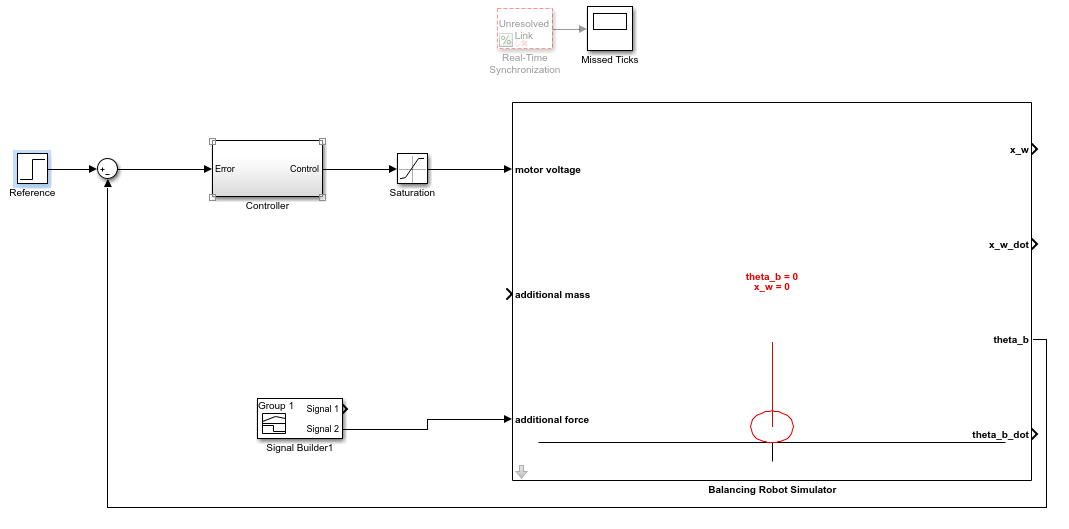 Unresolved
Link
Real-Time
Synchronization
Missed Ticks
Reference
+
_
Error
Control
Controller
Saturation
motor voltage
x_w
x_w_dot
theta_b = 0
x_w = 0
additional mass
theta_b
Group 1
Signal 1
Signal 2
Signal Builder1
additional force
theta_b_dot
Balancing Robot Simulator